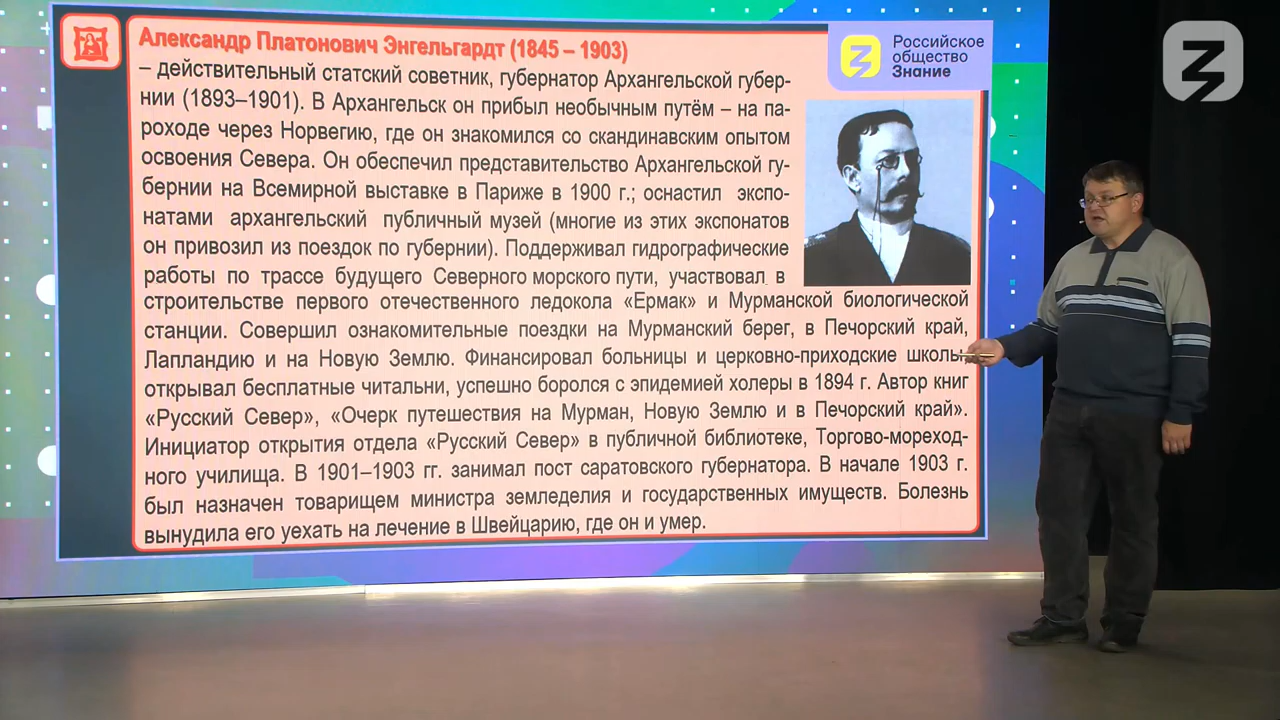 Александр Платонович Энгельгардт (1845 – 1903)
– действительный статский советник, губернатор Архангельской губер-
нии (1893–1901). В Архангельск он прибыл необычным путём – на па-
роходе через Норвегию, где он знакомился со скандинавским опытом
освоения Севера. Он обеспечил представительство Архангельской гу-
бернии на Всемирной выставке в Париже в 1900 г.; оснастил экспо-
натами архангельский публичный музей (многие из этих экспонатов
он привозил из поездок по губернии). Поддерживал гидрографические
работы по трассе будущего Северного морского пути, участвовал в
строительстве первого отечественного ледокола «Ермак» и Мурманской биологической
станции. Совершил ознакомительные поездки на Мурманский берег, в Печорский край,
Лапландию и на Новую Землю. Финансировал больницы и церковно-приходские школы,
открывал бесплатные читальни, успешно боролся с эпидемией холеры в 1894 г. Автор книг
«Русский Север», «Очерк путешествия на Мурман, Новую Землю и в Печорский край».
Инициатор открытия отдела «Русский Север» в публичной библиотеке, Торгово-мореход-
ного училища. В 1901–1903 гг. занимал пост саратовского губернатора. В начале 1903 г.
был назначен товарищем министра земледелия и государственных имуществ. Болезнь
вынудила его уехать на лечение в Швейцарию, где он и умер.
Российское
общество
Знание